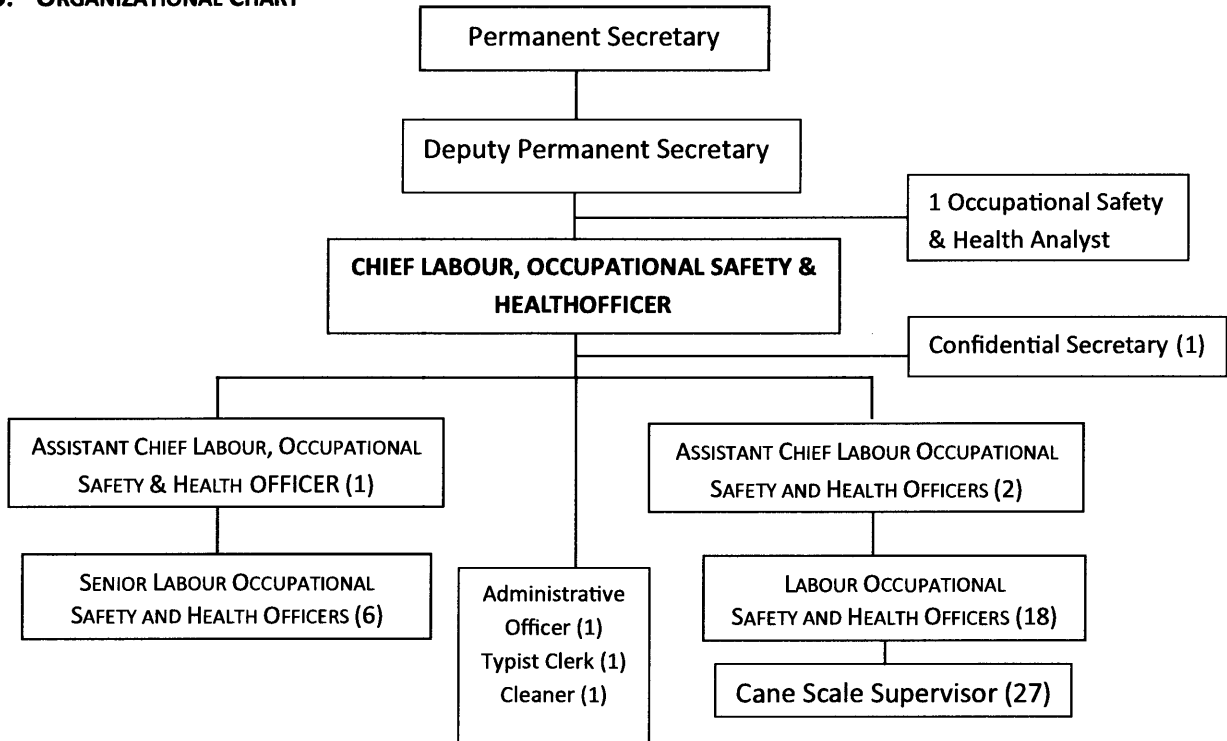 ORGANIZATIONAL CHART
Permanent Secretary
Deputy Permanent Secretary
1 Occupational Safety
& Health Analyst
CHIEF LABOUR, OCCUPATIONAL SAFETY &
HEALTHOFFICER
Confidential Secretary (1)
ASSISTANT CHIEF LABOUR, OCCUPATIONAL
SAFETY & HEALTH OFFICER (1)
ASSISTANT CHIEF LABOUR OCCUPATIONAL
SAFETY AND HEALTH OFFICERS (2)
SENIOR LABOUR OCCUPATIONAL
SAFETY AND HEALTH OFFICERS (6)
Administrative
Officer (1)
Typist Clerk (1)
Cleaner (1)
LABOUR OCCUPATIONAL
SAFETY AND HEALTH OFFICERS (18)
Cane Scale Supervisor (27)